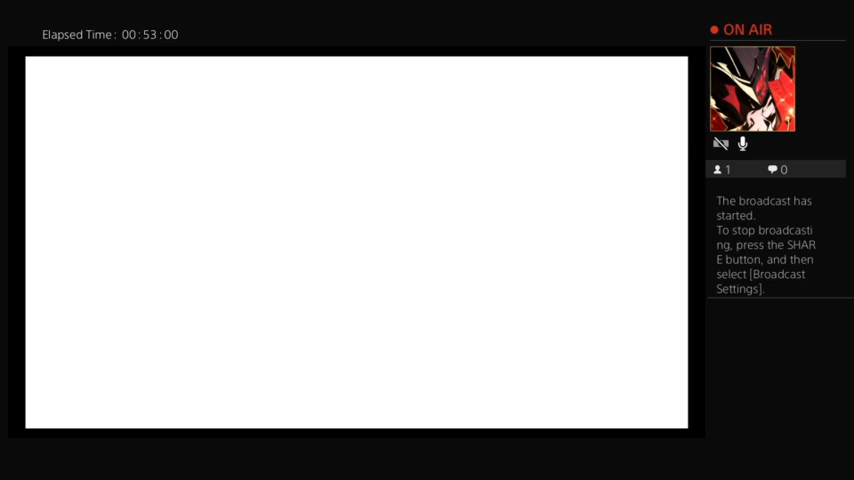 Elapsed Time: 00:53:00
ON AIR
1 0
The broadcast has
started.
To stop broadcasti
ng, press the SHAR
E button, and then
select [Broadcast
Settings].